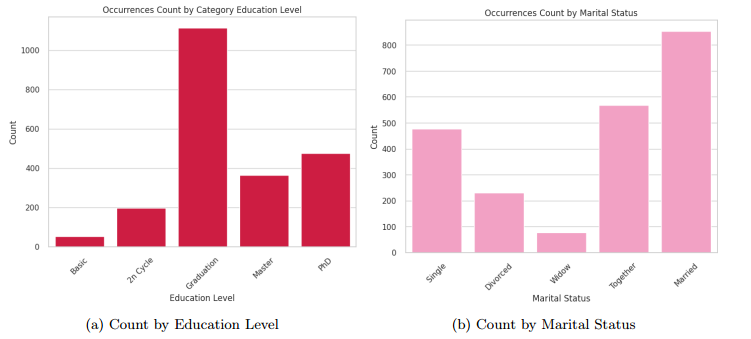 Occurrences Count by Category Education Level
Count
1000
800
600
400
200
0
Basic
2n Cycle
Graduation
Master
PhD
Education Level
(a) Count by Education Level
Occurrences Count by Marital Status
Count
800
700
600
500
400
300
200
100
0
Single
Divorced
Widow
Together
Married
Marital Status
(b) Count by Marital Status